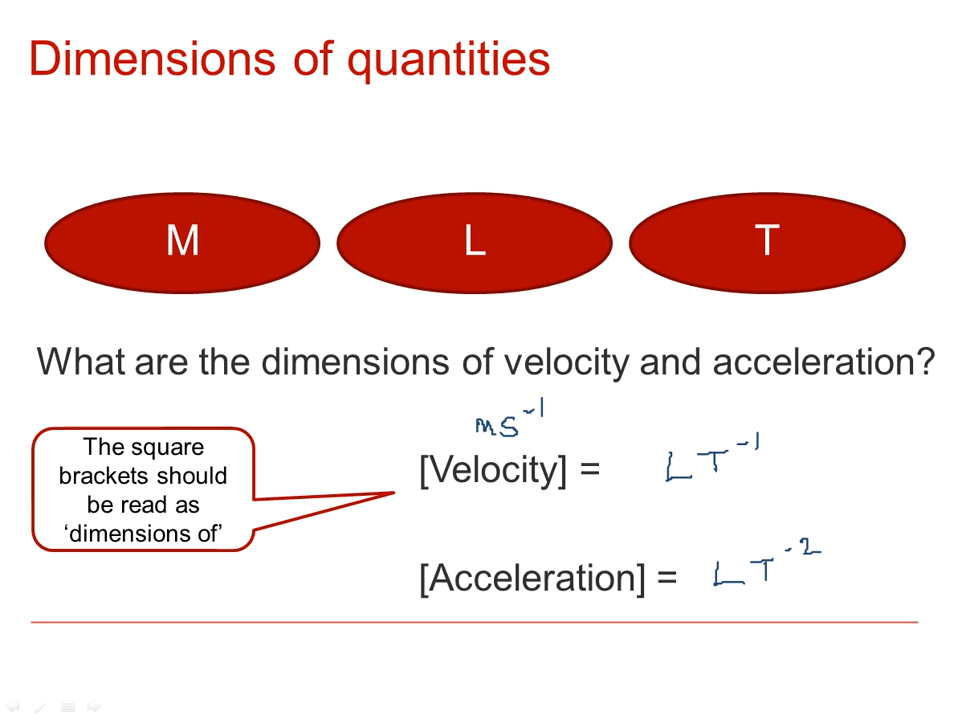 Dimensions of quantities
M L T
What are the dimensions of velocity and acceleration?
ms⁻¹
The square
brackets should
be read as
‘dimensions of’
[Velocity] = LT⁻¹
[Acceleration] = LT⁻²